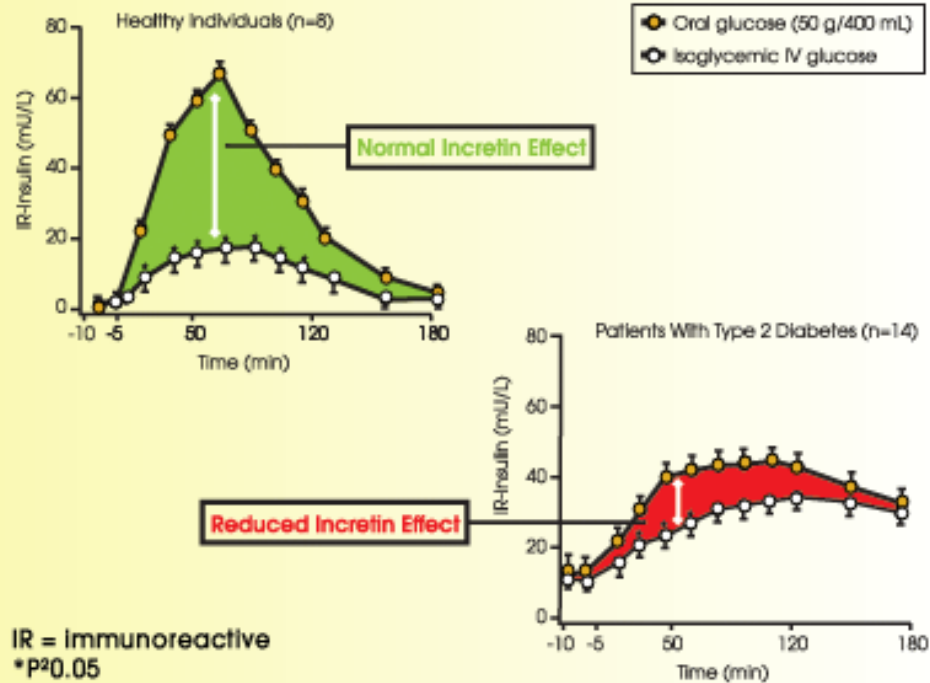 Healthy Individuals (n=8)
Oral glucose (50 g/400 mL)
Isoglycemic IV glucose
IR-Insulin (mU/L)
80
60
40
20
0
Normal Incretin Effect
-10 -5 50 120 180
Time (min)
Patients With Type 2 Diabetes (n=14)
IR-Insulin (mU/L)
80
60
40
20
0
Reduced Incretin Effect
-10 -5 50 120 180
Time (min)
IR = immunoreactive
*P²0.05